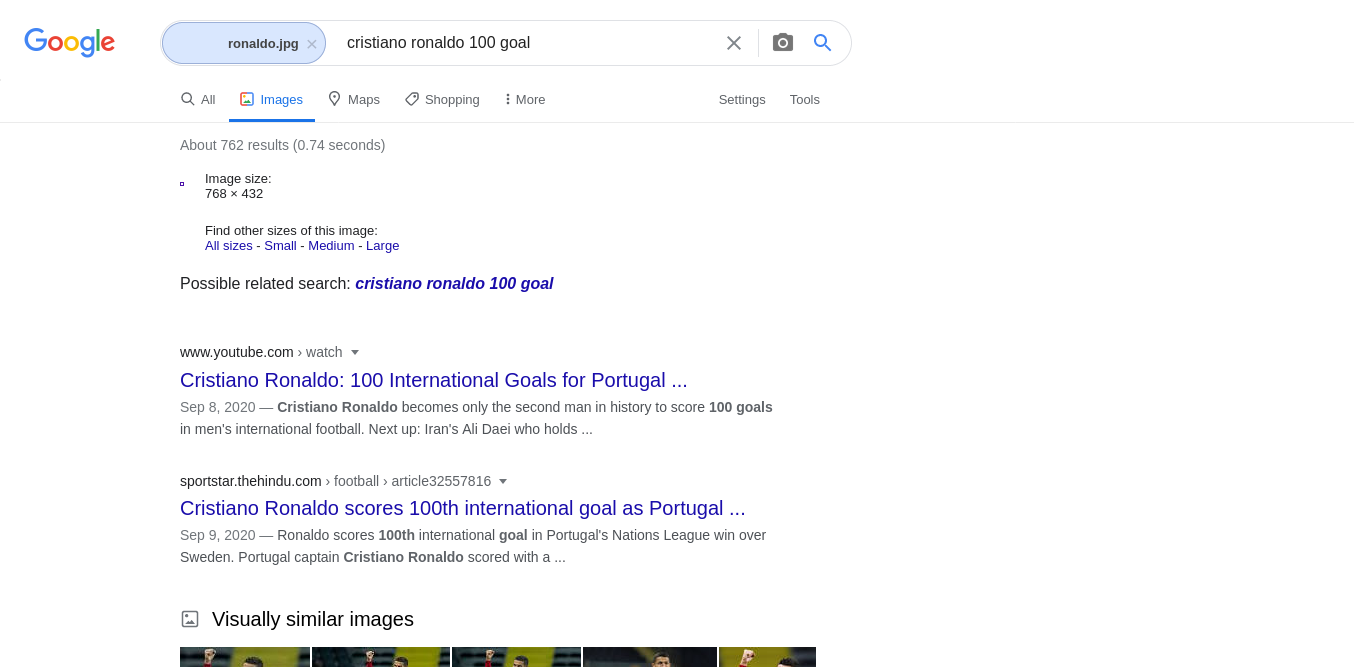 Google
ronaldo.jpg
cristiano ronaldo 100 goal
All
Images
Maps
Shopping
More
Settings
Tools
About 762 results (0.74 seconds)
Image size:
768 × 432
Find other sizes of this image:
All sizes - Small - Medium - Large
Possible related search: cristiano ronaldo 100 goal
www.youtube.com › watch
Cristiano Ronaldo: 100 International Goals for Portugal ...
Sep 8, 2020 — Cristiano Ronaldo becomes only the second man in history to score 100 goals
in men's international football. Next up: Iran's Ali Daei who holds ...
sportstar.thehindu.com › football › article32557816
Cristiano Ronaldo scores 100th international goal as Portugal ...
Sep 9, 2020 — Ronaldo scores 100th international goal in Portugal's Nations League win over
Sweden. Portugal captain Cristiano Ronaldo scored with a ...
Visually similar images